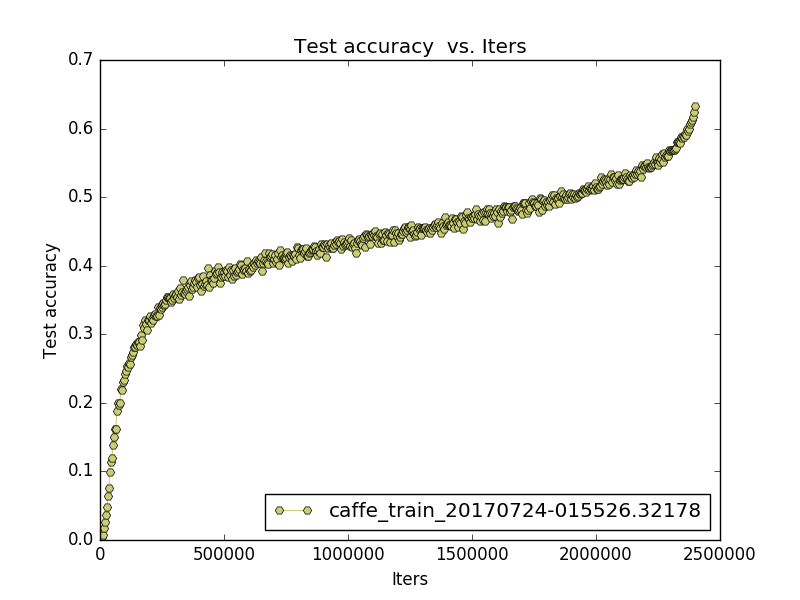 Test accuracy  vs. Iters
0.7
0.6
0.5
0.4
0.3
0.2
0.1
0.0
Test accuracy
caffe_train_20170724-015526.32178
0 500000 1000000 1500000 2000000 2500000
Iters